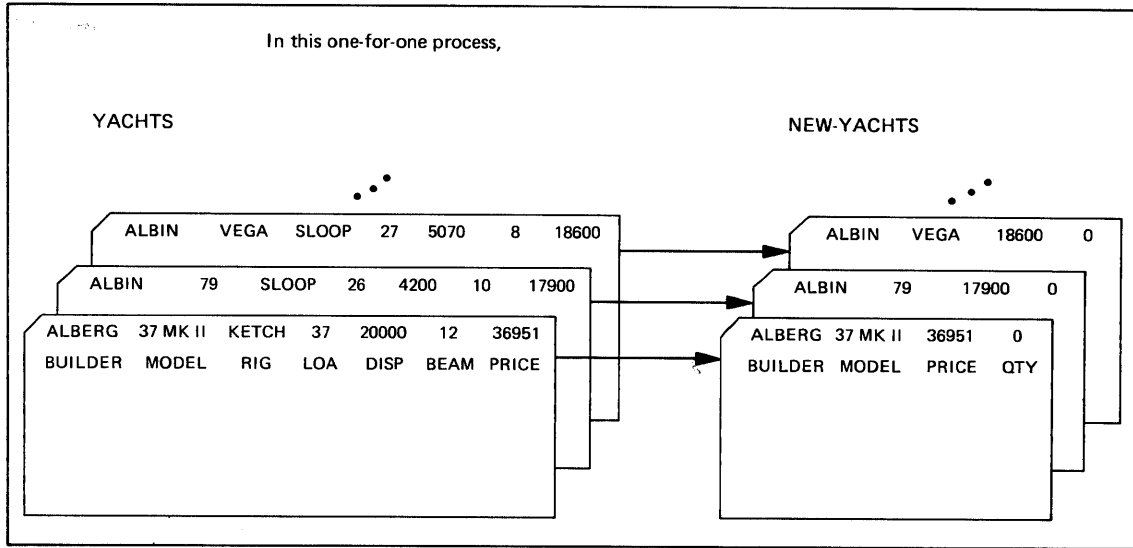 In this one-for-one process,
YACHTS
NEW-YACHTS
ALBIN VEGA SLOOP 27 5070 8 18600
ALBIN 79 SLOOP 26 4200 10 17900
ALBERG 37 MK II KETCH 37 20000 12 36951
BUILDER MODEL RIG LOA DISP BEAM PRICE
ALBIN VEGA 18600 0
ALBIN 79 17900 0
ALBERG 37 MK II 36951 0
BUILDER MODEL PRICE QTY